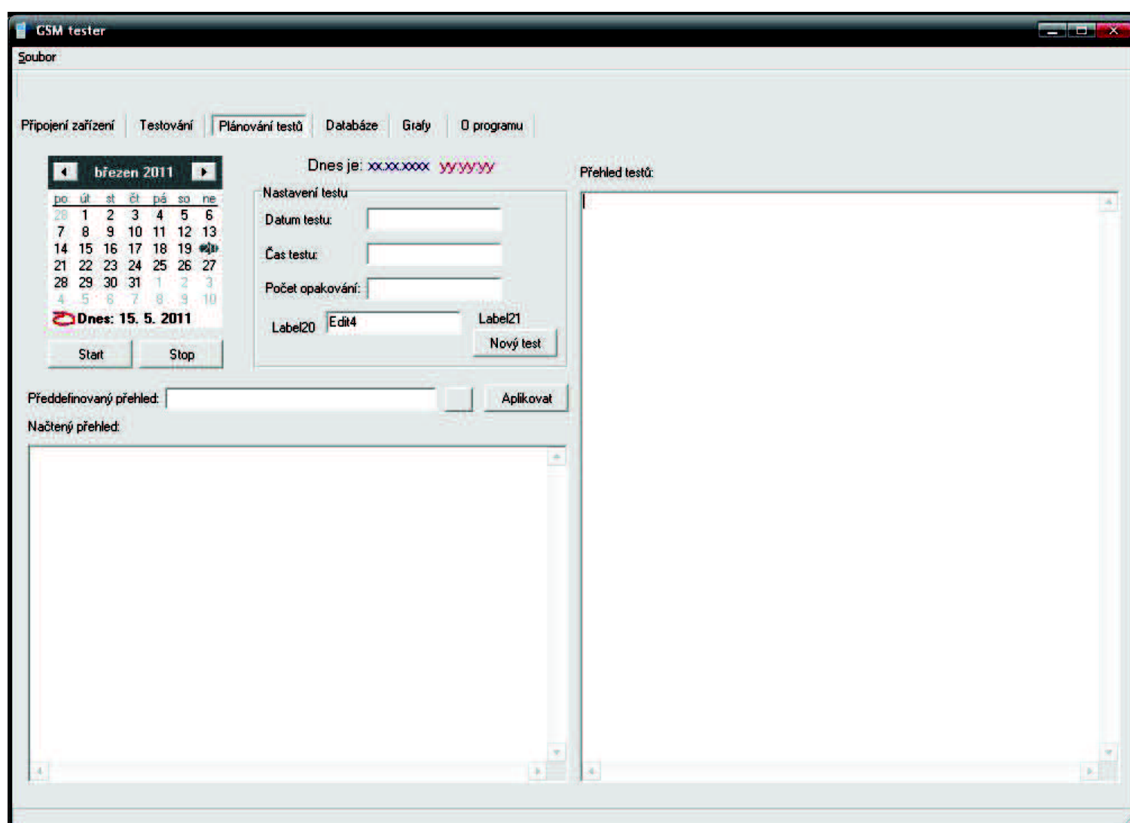 GSM tester
Soubor
Připojení zařízení Testování Plánování testů Databáze Grafy O programu
březen 2011
po út st čt pá so ne
28 1 2 3 4 5 6
7 8 9 10 11 12 13
14 15 16 17 18 19
21 22 23 24 25 26 27
28 29 30 31 1 2 3
4 5 6 7 8 9 10
Dnes: 15. 5. 2011
Start Stop
Dnes je: xx.xx.xxxx yy:yy:yy
Nastavení testu
Datum testu:
Čas testu:
Počet opakování:
Label20 Edit4 Label21
Nový test
Předdefinovaný přehled: Aplikovat
Načtený přehled:
Přehled testů: